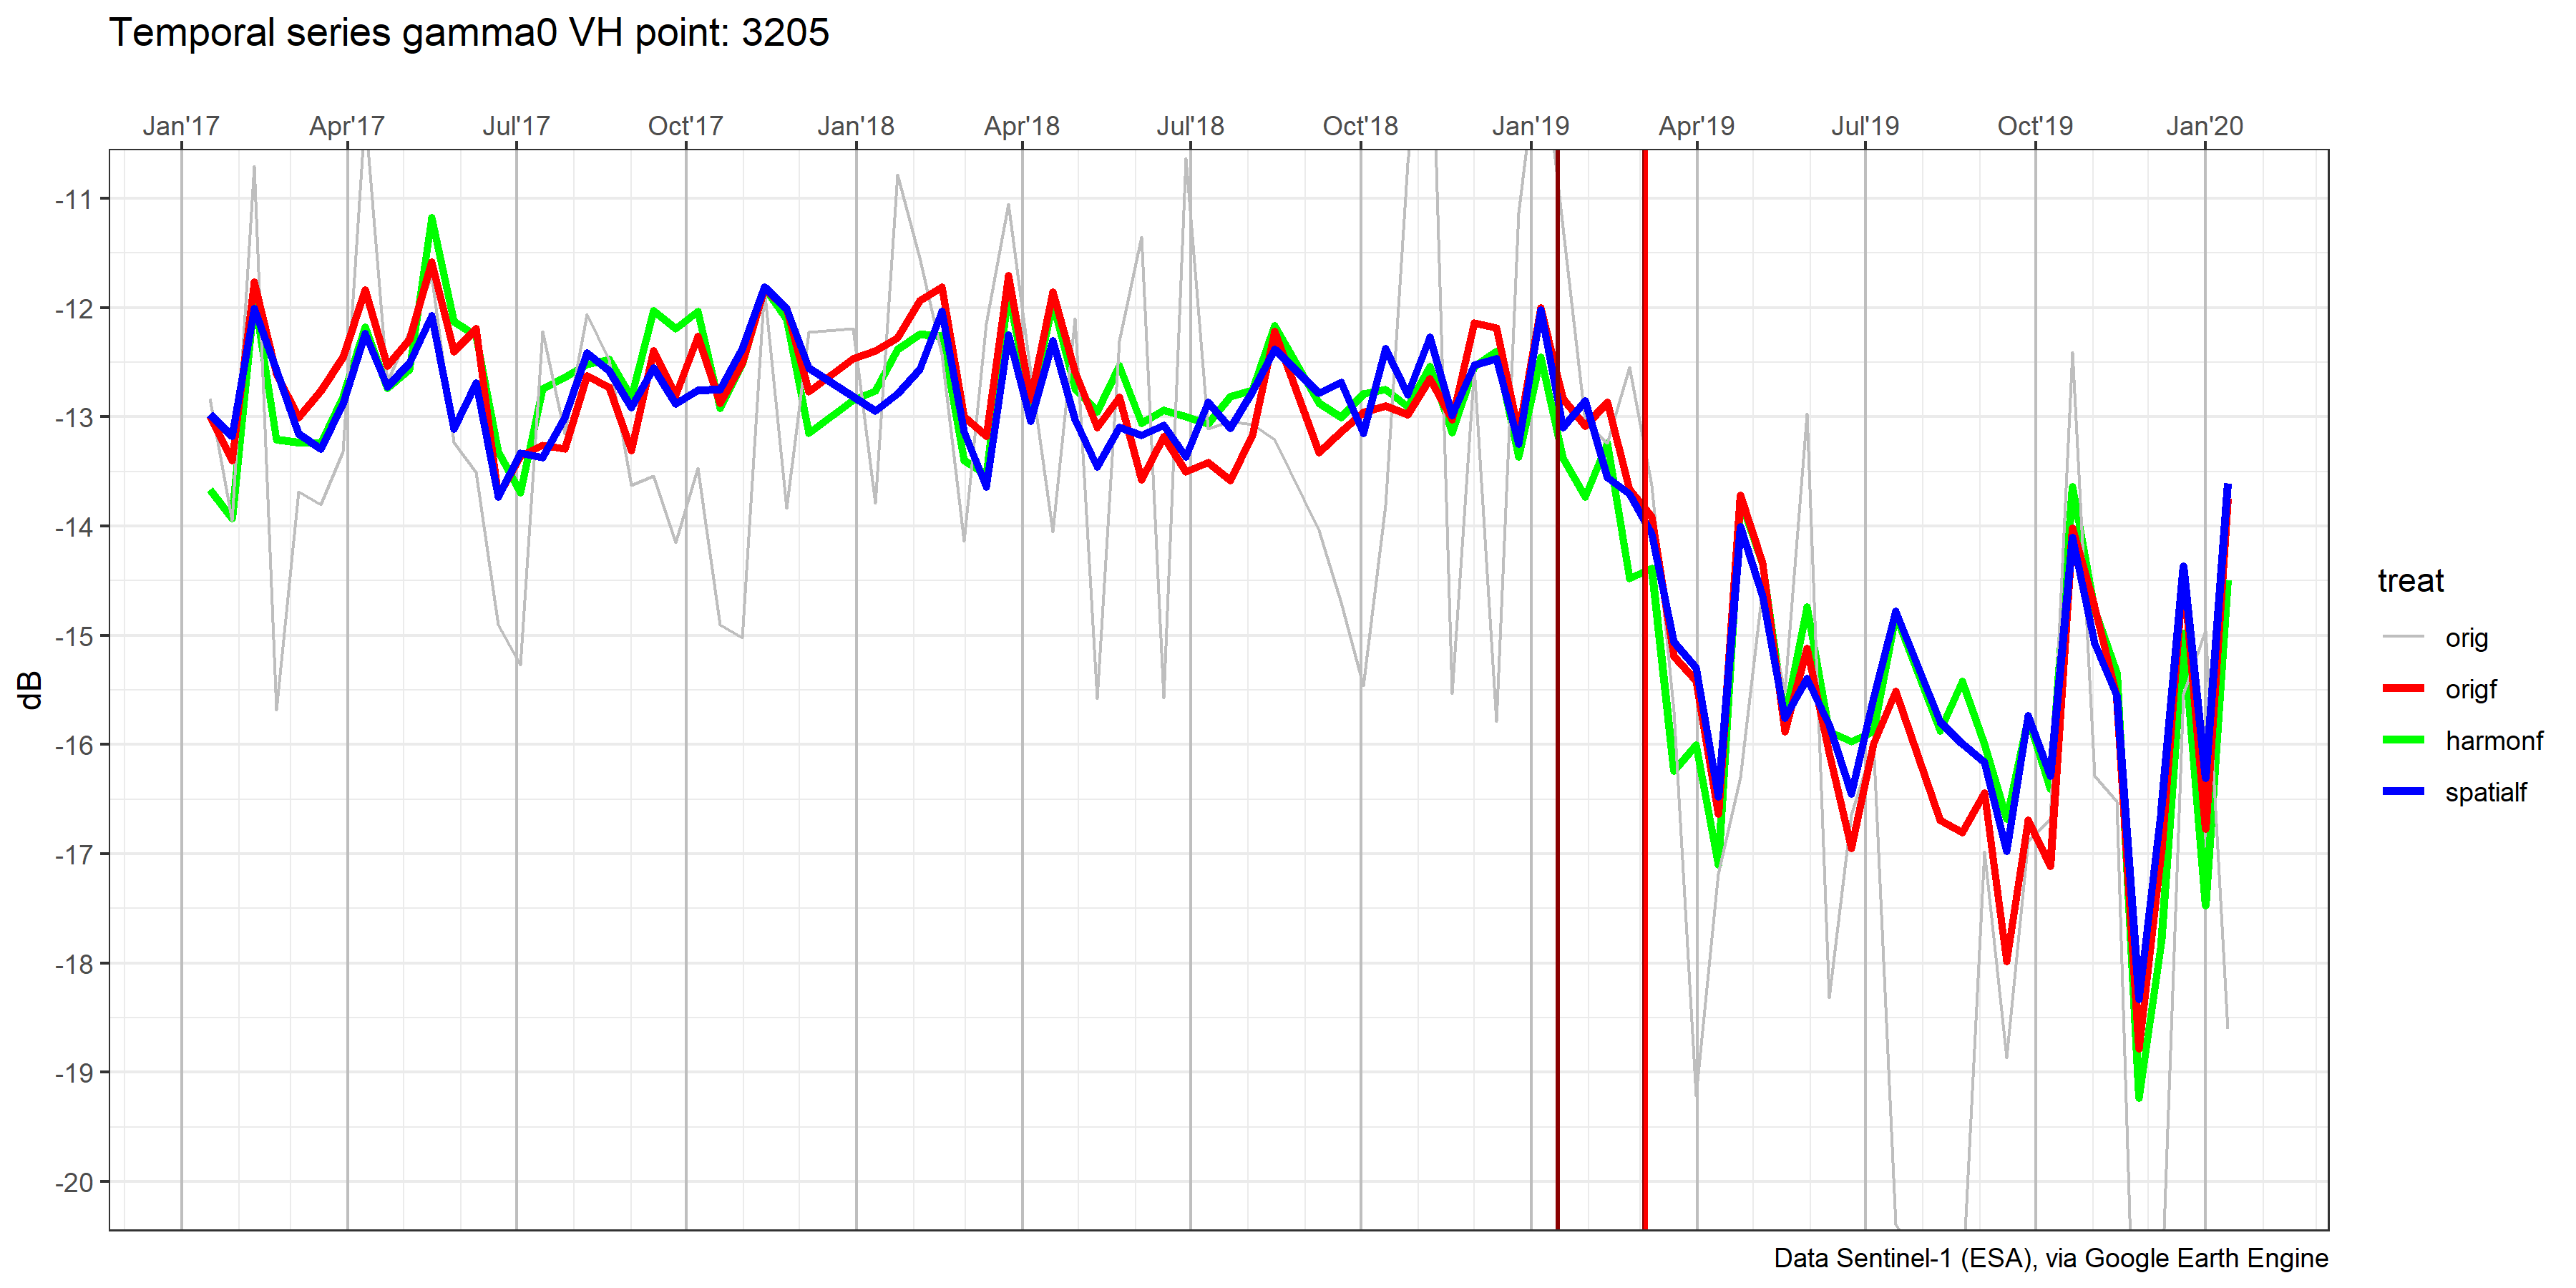 Temporal series gamma0 VH point: 3205
Jan'17 Apr'17 Jul'17 Oct'17 Jan'18 Apr'18 Jul'18 Oct'18 Jan'19 Apr'19 Jul'19 Oct'19 Jan'20
-11
-12
-13
-14
-15
-16
-17
-18
-19
-20
dB
treat
orig
origf
harmonf
spatialf
Data Sentinel-1 (ESA), via Google Earth Engine